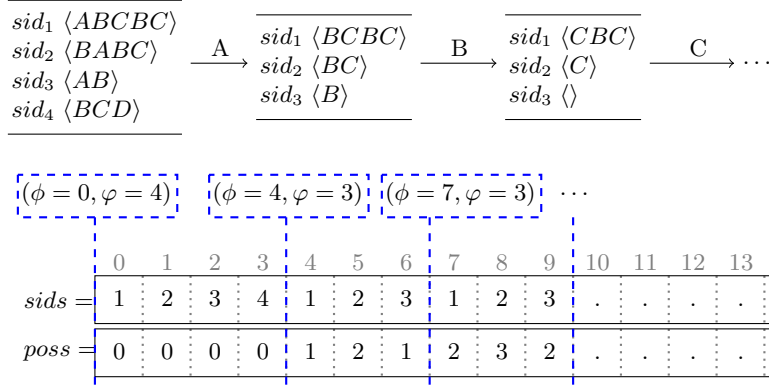 sid₁ ⟨ABCBC⟩
sid₂ ⟨BABC⟩
sid₃ ⟨AB⟩
sid₄ ⟨BCD⟩
A
sid₁ ⟨BCBC⟩
sid₂ ⟨BC⟩
sid₃ ⟨B⟩
B
sid₁ ⟨CBC⟩
sid₂ ⟨C⟩
sid₃ ⟨⟩
C
···
(ϕ = 0, φ = 4) (ϕ = 4, φ = 3) (ϕ = 7, φ = 3) ···
0 1 2 3 4 5 6 7 8 9 10 11 12 13
sids = 1 2 3 4 1 2 3 1 2 3 . . . .
poss = 0 0 0 0 1 2 1 2 3 2 . . . .